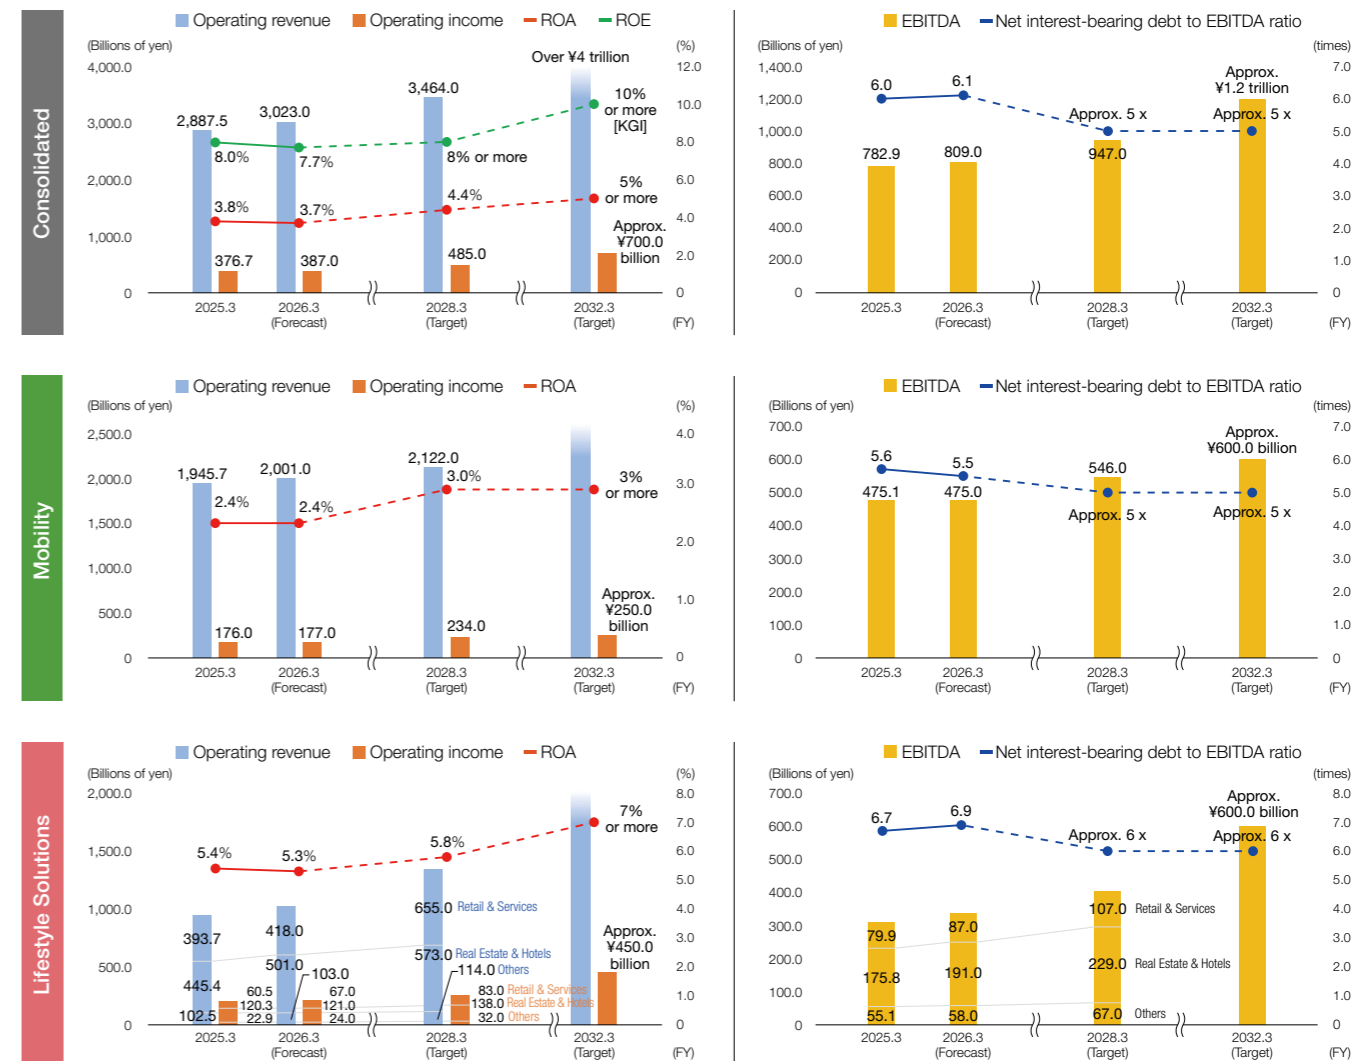 Consolidated
Operating revenue
Operating income
ROA
ROE
(Billions of yen)
(%)
4,000.0
3,000.0
2,000.0
1,000.0
0
12.0
10.0
8.0
6.0
4.0
2.0
0
2,887.5
3,023.0
3,464.0
Over ¥4 trillion
8.0%
7.7%
8% or more
10%
or more
[KGI]
3.8%
3.7%
4.4%
5%
or more
376.7
387.0
485.0
Approx.
¥700.0
billion
2025.3
2026.3
(Forecast)
2028.3
(Target)
2032.3
(Target)
(FY)
EBITDA
Net interest-bearing debt to EBITDA ratio
(Billions of yen)
(times)
1,400.0
1,200.0
1,000.0
800.0
600.0
400.0
200.0
0
7.0
6.0
5.0
4.0
3.0
2.0
1.0
0
6.0
6.1
Approx. 5 x
Approx.
¥1.2 trillion
Approx. 5 x
782.9
809.0
947.0
2025.3
2026.3
(Forecast)
2028.3
(Target)
2032.3
(Target)
(FY)
Mobility
Operating revenue
Operating income
ROA
(Billions of yen)
(%)
2,500.0
2,000.0
1,500.0
1,000.0
500.0
0
4.0
3.0
2.0
1.0
0
1,945.7
2,001.0
2,122.0
2.4%
2.4%
3.0%
3%
or more
176.0
177.0
234.0
Approx.
¥250.0
billion
2025.3
2026.3
(Forecast)
2028.3
(Target)
2032.3
(Target)
(FY)
EBITDA
Net interest-bearing debt to EBITDA ratio
(Billions of yen)
(times)
700.0
600.0
500.0
400.0
300.0
200.0
100.0
0
7.0
6.0
5.0
4.0
3.0
2.0
1.0
0
5.6
5.5
546.0
Approx.
¥600.0 billion
475.1
475.0
Approx. 5 x
Approx. 5 x
2025.3
2026.3
(Forecast)
2028.3
(Target)
2032.3
(Target)
(FY)
Lifestyle Solutions
Operating revenue
Operating income
ROA
(Billions of yen)
(%)
2,000.0
1,500.0
1,000.0
500.0
0
8.0
7.0
6.0
5.0
4.0
3.0
2.0
1.0
0
5.4%
5.3%
5.8%
7%
or more
393.7
418.0
655.0 Retail & Services
445.4
501.0
573.0 Real Estate & Hotels
102.5
103.0
114.0 Others
60.5
67.0
83.0 Retail & Services
120.3
121.0
138.0 Real Estate & Hotels
22.9
24.0
32.0 Others
Approx.
¥450.0
billion
2025.3
2026.3
(Forecast)
2028.3
(Target)
2032.3
(Target)
(FY)
EBITDA
Net interest-bearing debt to EBITDA ratio
(Billions of yen)
(times)
700.0
600.0
500.0
400.0
300.0
200.0
100.0
0
8.0
7.0
6.0
5.0
4.0
3.0
2.0
1.0
0
6.7
6.9
Approx. 6 x
Approx.
¥600.0 billion
Approx. 6 x
79.9
87.0
107.0 Retail & Services
175.8
191.0
229.0 Real Estate & Hotels
55.1
58.0
67.0 Others
2025.3
2026.3
(Forecast)
2028.3
(Target)
2032.3
(Target)
(FY)